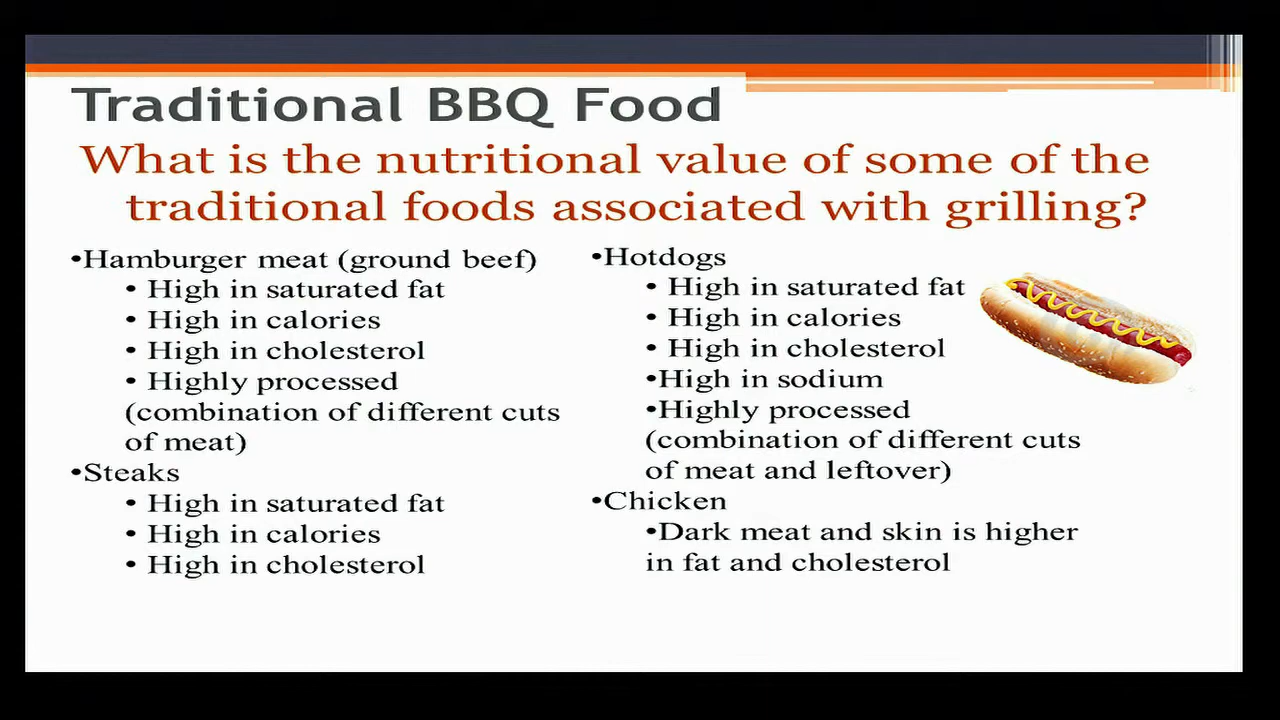 Traditional BBQ Food
What is the nutritional value of some of the
traditional foods associated with grilling?
•Hamburger meat (ground beef)
• High in saturated fat
• High in calories
• High in cholesterol
• Highly processed
(combination of different cuts
of meat)
•Steaks
• High in saturated fat
• High in calories
• High in cholesterol
•Hotdogs
• High in saturated fat
• High in calories
• High in cholesterol
•High in sodium
•Highly processed
(combination of different cuts
of meat and leftover)
•Chicken
•Dark meat and skin is higher
in fat and cholesterol